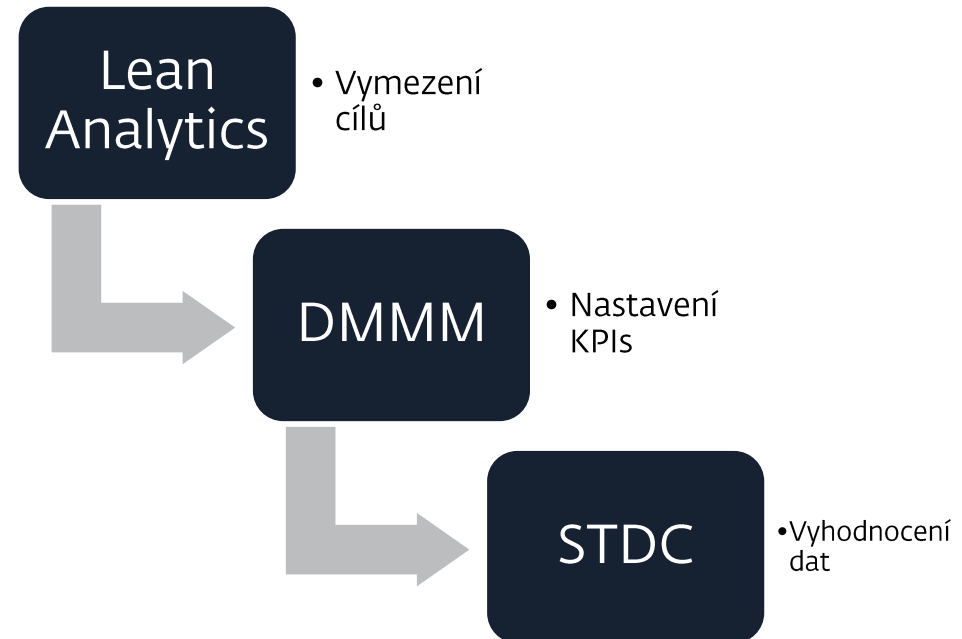 Lean
Analytics
• Vymezení
cílů
DMMM
• Nastavení
KPIs
STDC
•Vyhodnocení
dat